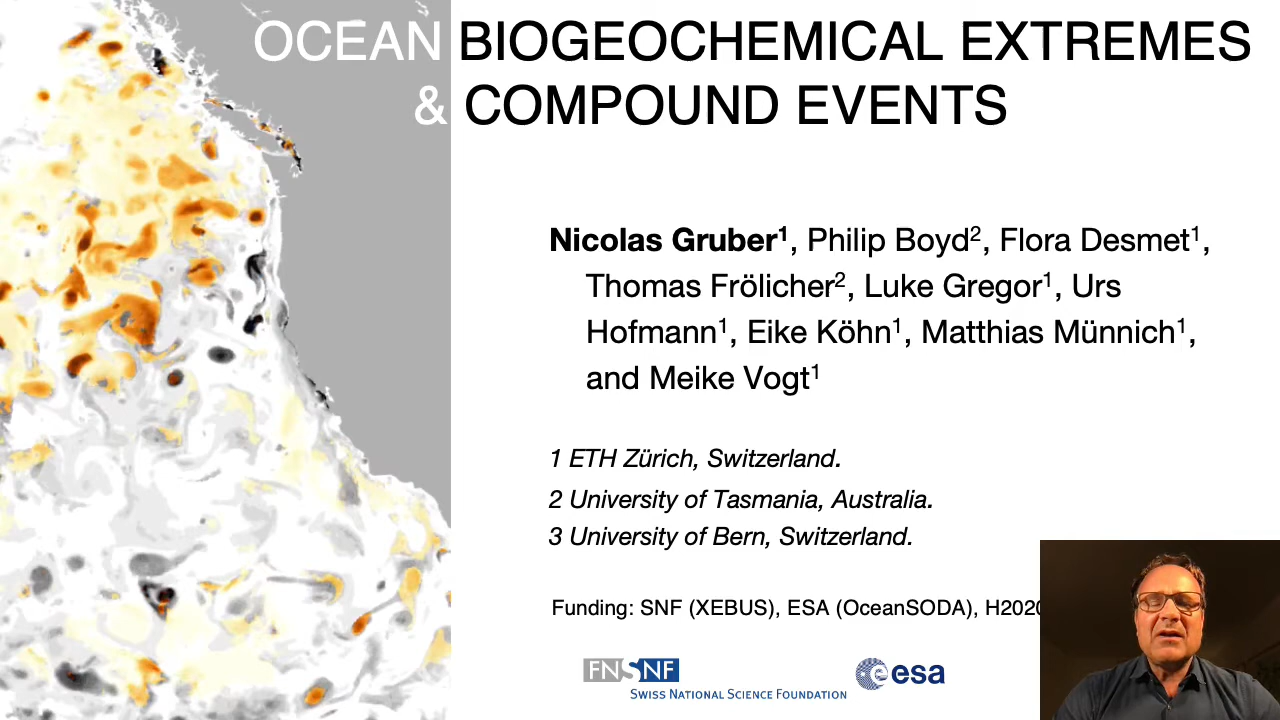 OCEAN BIOGEOCHEMICAL EXTREMES
& COMPOUND EVENTS
Nicolas Gruber¹, Philip Boyd², Flora Desmet¹,
Thomas Frölicher², Luke Gregor¹, Urs
Hofmann¹, Eike Köhn¹, Matthias Münnich¹,
and Meike Vogt¹
1 ETH Zürich, Switzerland.
2 University of Tasmania, Australia.
3 University of Bern, Switzerland.
Funding: SNF (XEBUS), ESA (OceanSODA), H2020
FNSNF
SWISS NATIONAL SCIENCE FOUNDATION
esa